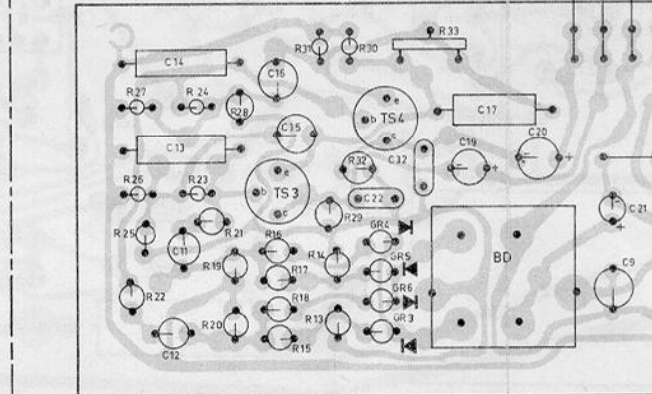 R31 R30 R33
C14
C16
R27 R24
R28
e
b TS4
c
C17
C15
C13
R32 C32 C19 C20
- + - +
R26 R23
e
b TS3
c
C22
R29
- C21
+
R25 C11 R21
R16 GR4
R19 R14 GR5 BD
R17
C9
R22
R18 GR6
R20 R13 GR3
C12 R15